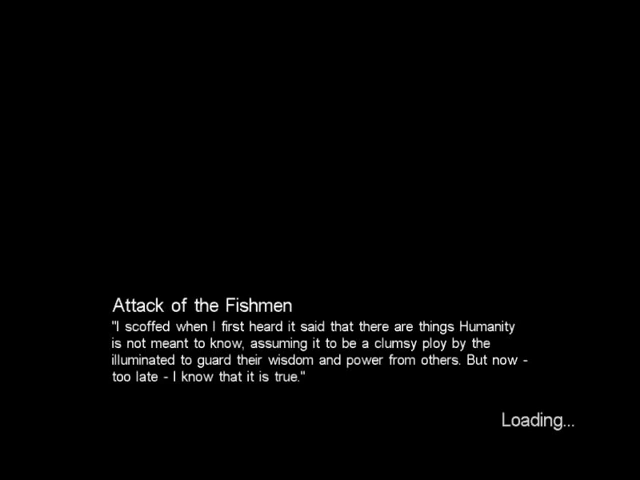 Attack of the Fishmen
"I scoffed when I first heard it said that there are things Humanity
is not meant to know, assuming it to be a clumsy ploy by the
illuminated to guard their wisdom and power from others. But now -
too late - I know that it is true."
Loading...